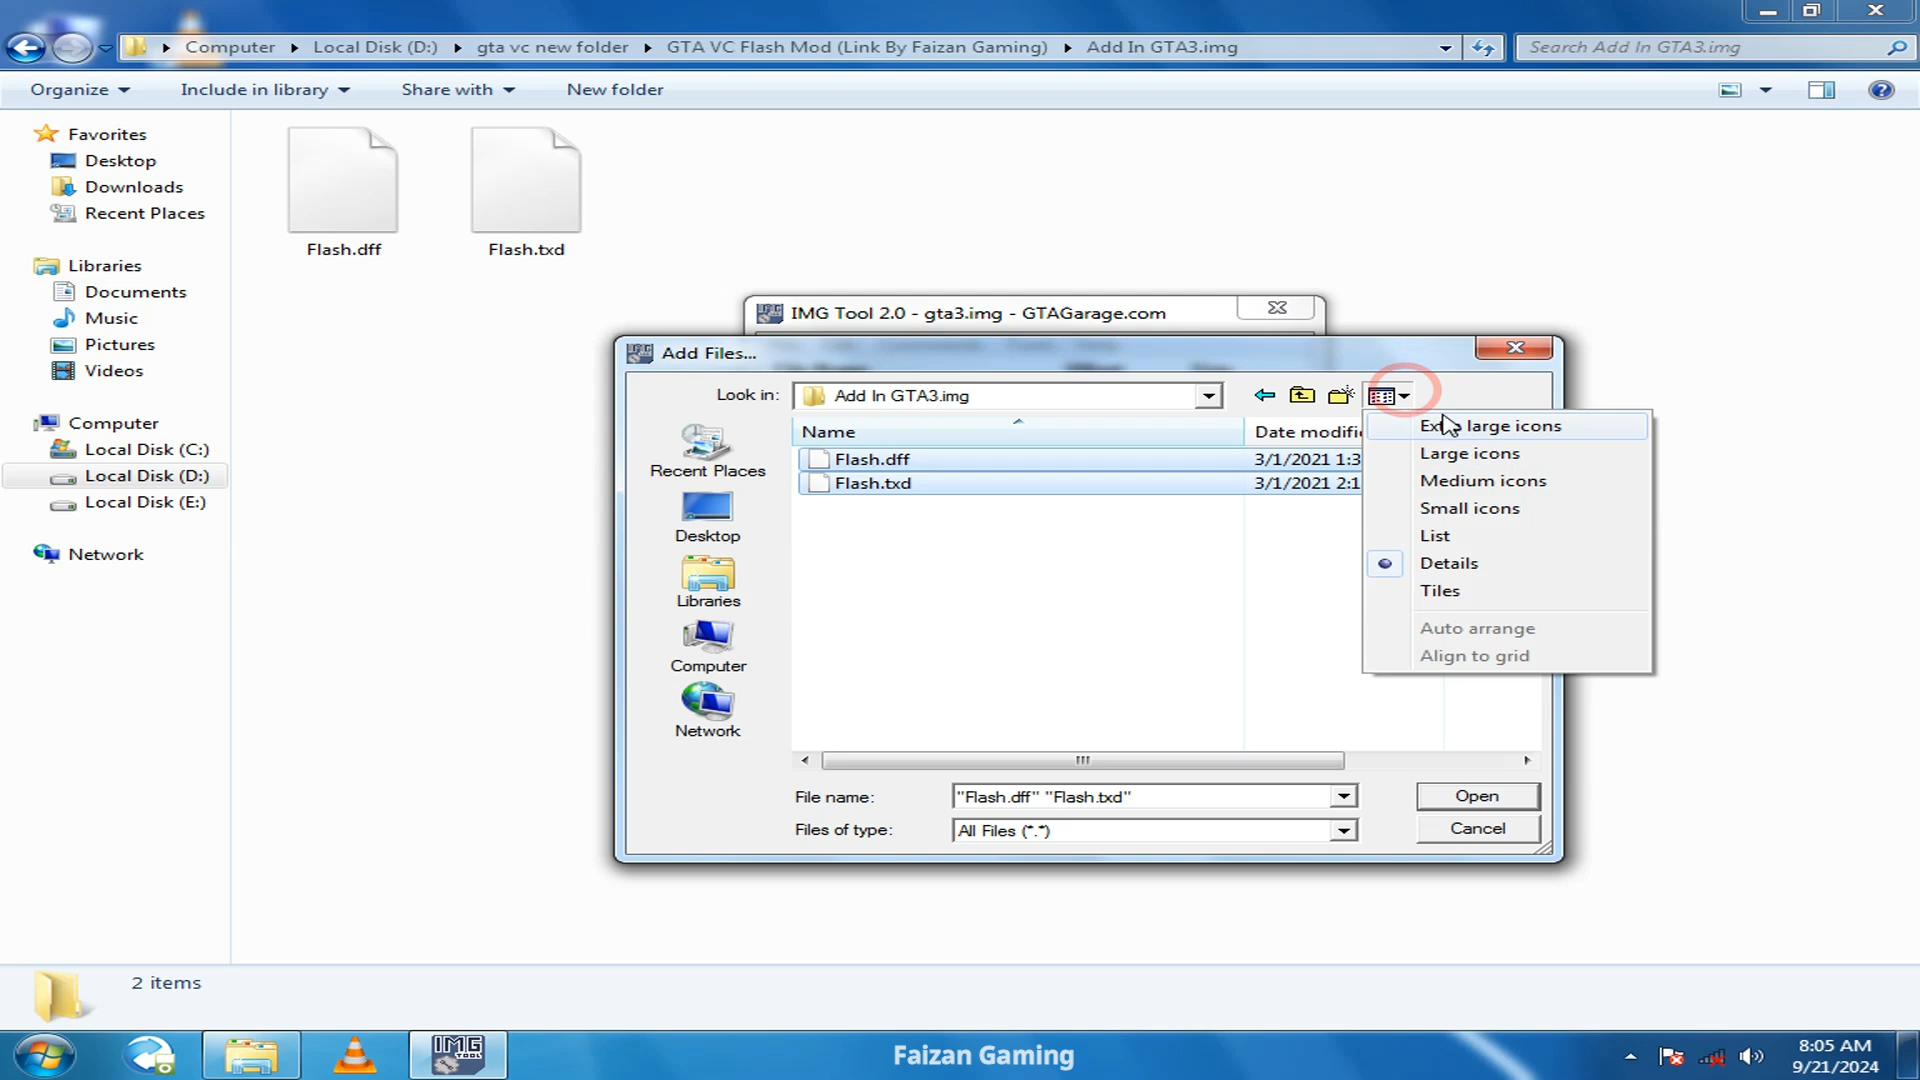 Computer Local Disk (D:) gta vc new folder GTA VC Flash Mod (Link By Faizan Gaming) Add In GTA3.img
Search Add In GTA3.img
Organize Include in library Share with New folder
Favorites
Desktop
Downloads
Recent Places
Libraries
Documents
Music
Pictures
Videos
Computer
Local Disk (C:)
Local Disk (D:)
Local Disk (E:)
Network
Flash.dff
Flash.txd
IMG Tool 2.0 - gta3.img - GTAGarage.com
Add Files...
Look in: Add In GTA3.img
Recent Places
Desktop
Libraries
Computer
Network
Name Date modifi
Flash.dff 3/1/2021 1:3
Flash.txd 3/1/2021 2:1
large icons
Large icons
Medium icons
Small icons
List
Details
Tiles
Auto arrange
Align to grid
File name: "Flash.dff" "Flash.txd" Open
Files of type: All Files (*.*) Cancel
2 items
IMG
TOOL
Faizan Gaming
8:05 AM
9/21/2024